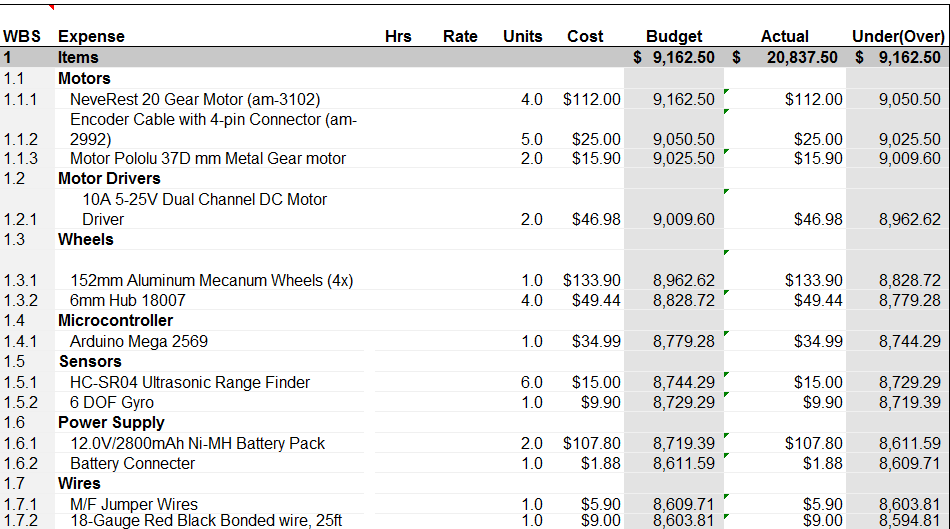 WBS Expense Hrs Rate Units Cost Budget Actual Under(Over)
1 Items $ 9,162.50 $ 20,837.50 $ 9,162.50
1.1 Motors
1.1.1 NeveRest 20 Gear Motor (am-3102) 4.0 $112.00 9,162.50 $112.00 9,050.50
Encoder Cable with 4-pin Connector (am-
1.1.2 2992) 5.0 $25.00 9,050.50 $25.00 9,025.50
1.1.3 Motor Pololu 37D mm Metal Gear motor 2.0 $15.90 9,025.50 $15.90 9,009.60
1.2 Motor Drivers
10A 5-25V Dual Channel DC Motor
1.2.1 Driver 2.0 $46.98 9,009.60 $46.98 8,962.62
1.3 Wheels
1.3.1 152mm Aluminum Mecanum Wheels (4x) 1.0 $133.90 8,962.62 $133.90 8,828.72
1.3.2 6mm Hub 18007 4.0 $49.44 8,828.72 $49.44 8,779.28
1.4 Microcontroller
1.4.1 Arduino Mega 2569 1.0 $34.99 8,779.28 $34.99 8,744.29
1.5 Sensors
1.5.1 HC-SR04 Ultrasonic Range Finder 6.0 $15.00 8,744.29 $15.00 8,729.29
1.5.2 6 DOF Gyro 1.0 $9.90 8,729.29 $9.90 8,719.39
1.6 Power Supply
1.6.1 12.0V/2800mAh Ni-MH Battery Pack 2.0 $107.80 8,719.39 $107.80 8,611.59
1.6.2 Battery Connecter 1.0 $1.88 8,611.59 $1.88 8,609.71
1.7 Wires
1.7.1 M/F Jumper Wires 1.0 $5.90 8,609.71 $5.90 8,603.81
1.7.2 18-Gauge Red Black Bonded wire, 25ft 1.0 $9.00 8,603.81 $9.00 8,594.81